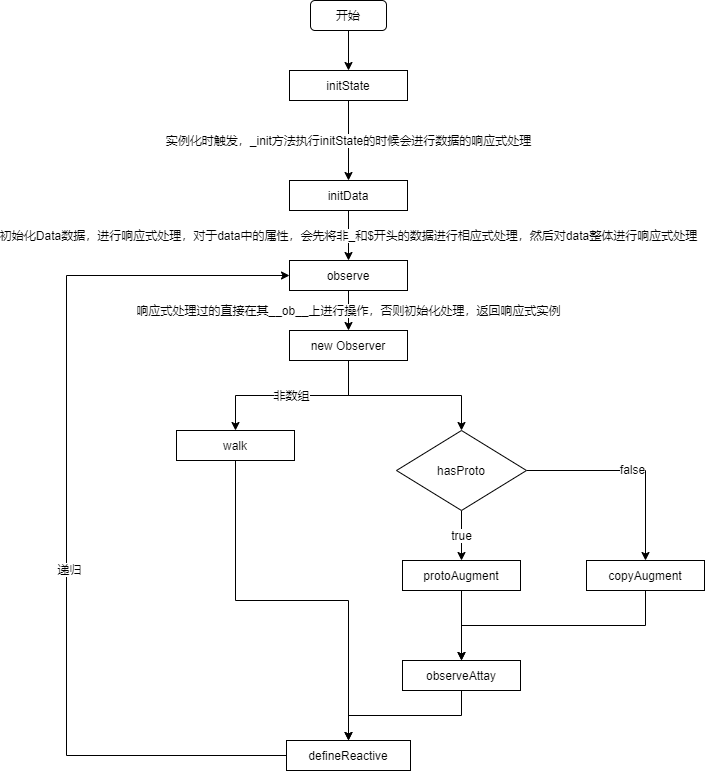 开始
initState
实例化时触发，_init方法执行initState的时候会进行数据的响应式处理
initData
初始化Data数据，进行响应式处理，对于data中的属性，会先将非_和$开头的数据进行相应式处理，然后对data整体进行响应式处理
observe
响应式处理过的直接在其__ob__上进行操作，否则初始化处理，返回响应式实例
new Observer
非数组
walk
hasProto
false
true
递归
protoAugment
copyAugment
observeAttay
defineReactive